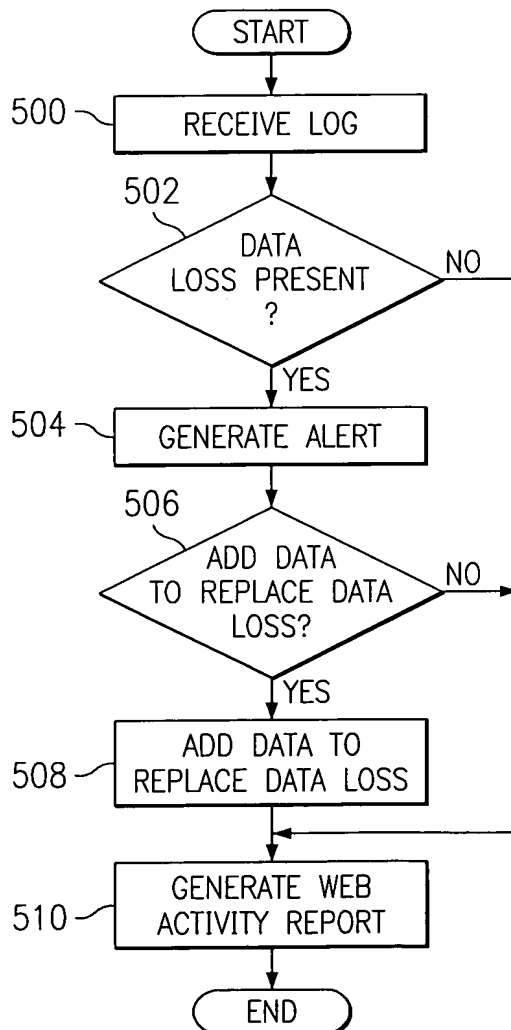 START
500
RECEIVE LOG
502
DATA
LOSS PRESENT
?
NO
YES
504
GENERATE ALERT
506
ADD DATA
TO REPLACE DATA
LOSS?
NO
YES
508
ADD DATA TO
REPLACE DATA LOSS
510
GENERATE WEB
ACTIVITY REPORT
END